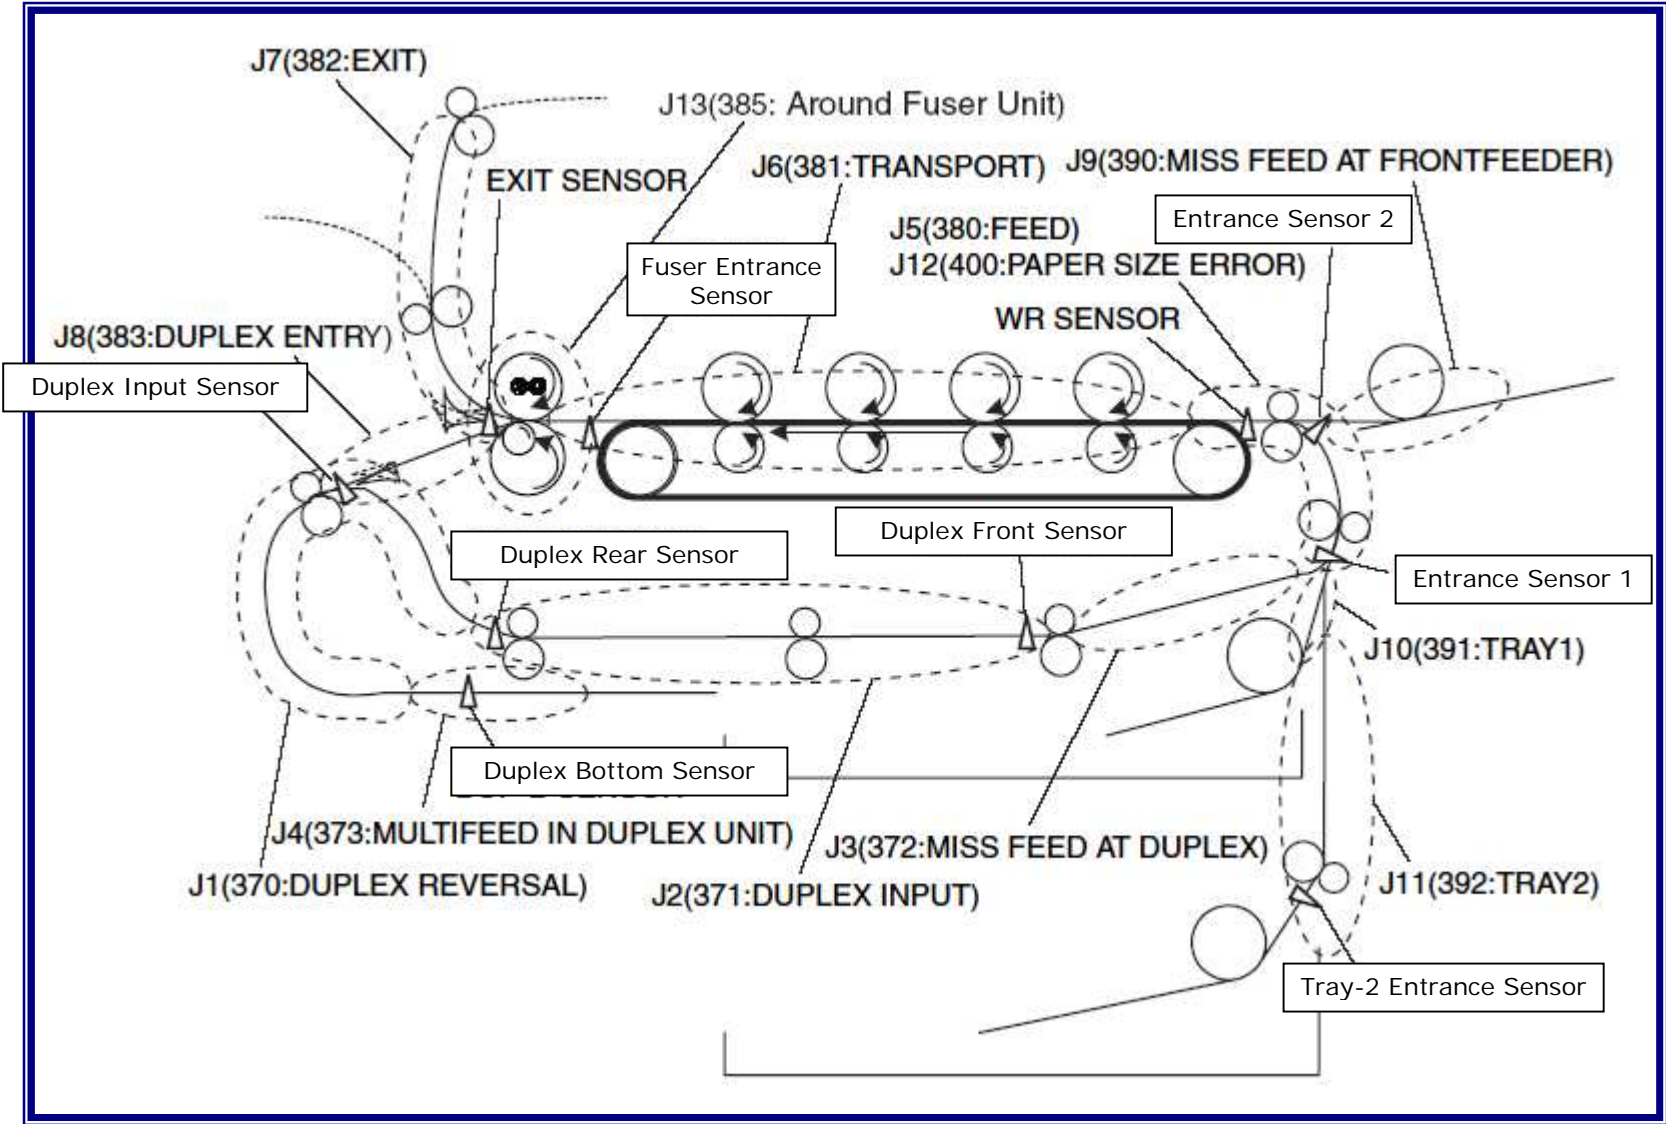 J7(382:EXIT)
J13(385: Around Fuser Unit)
J6(381:TRANSPORT)
J9(390:MISS FEED AT FRONTFEEDER)
EXIT SENSOR
Entrance Sensor 2
J5(380:FEED)
J12(400:PAPER SIZE ERROR)
Fuser Entrance
Sensor
WR SENSOR
J8(383:DUPLEX ENTRY)
Duplex Input Sensor
Duplex Front Sensor
Duplex Rear Sensor
Entrance Sensor 1
J10(391:TRAY1)
Duplex Bottom Sensor
J4(373:MULTIFEED IN DUPLEX UNIT)
J3(372:MISS FEED AT DUPLEX)
J1(370:DUPLEX REVERSAL)
J2(371:DUPLEX INPUT)
J11(392:TRAY2)
Tray-2 Entrance Sensor